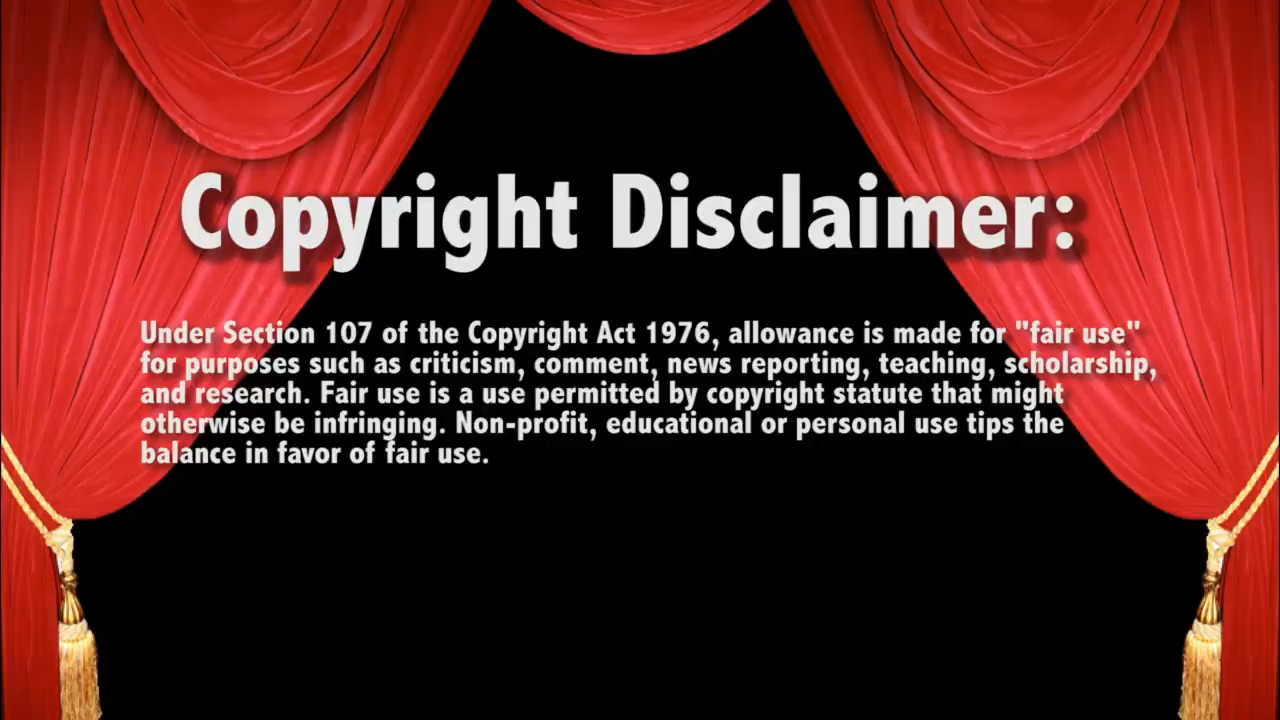 Copyright Disclaimer:
Under Section 107 of the Copyright Act 1976, allowance is made for "fair use"
for purposes such as criticism, comment, news reporting, teaching, scholarship,
and research. Fair use is a use permitted by copyright statute that might
otherwise be infringing. Non-profit, educational or personal use tips the
balance in favor of fair use.